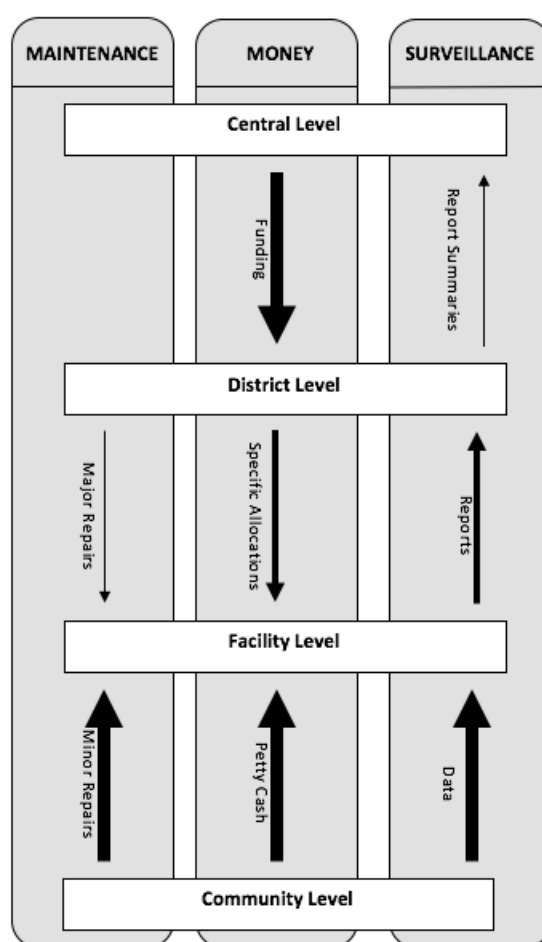 MAINTENANCE
MONEY
SURVEILLANCE
Central Level
Funding
Report Summaries
District Level
Major Repairs
Specific Allocations
Reports
Facility Level
Minor Repairs
Petty Cash
Data
Community Level